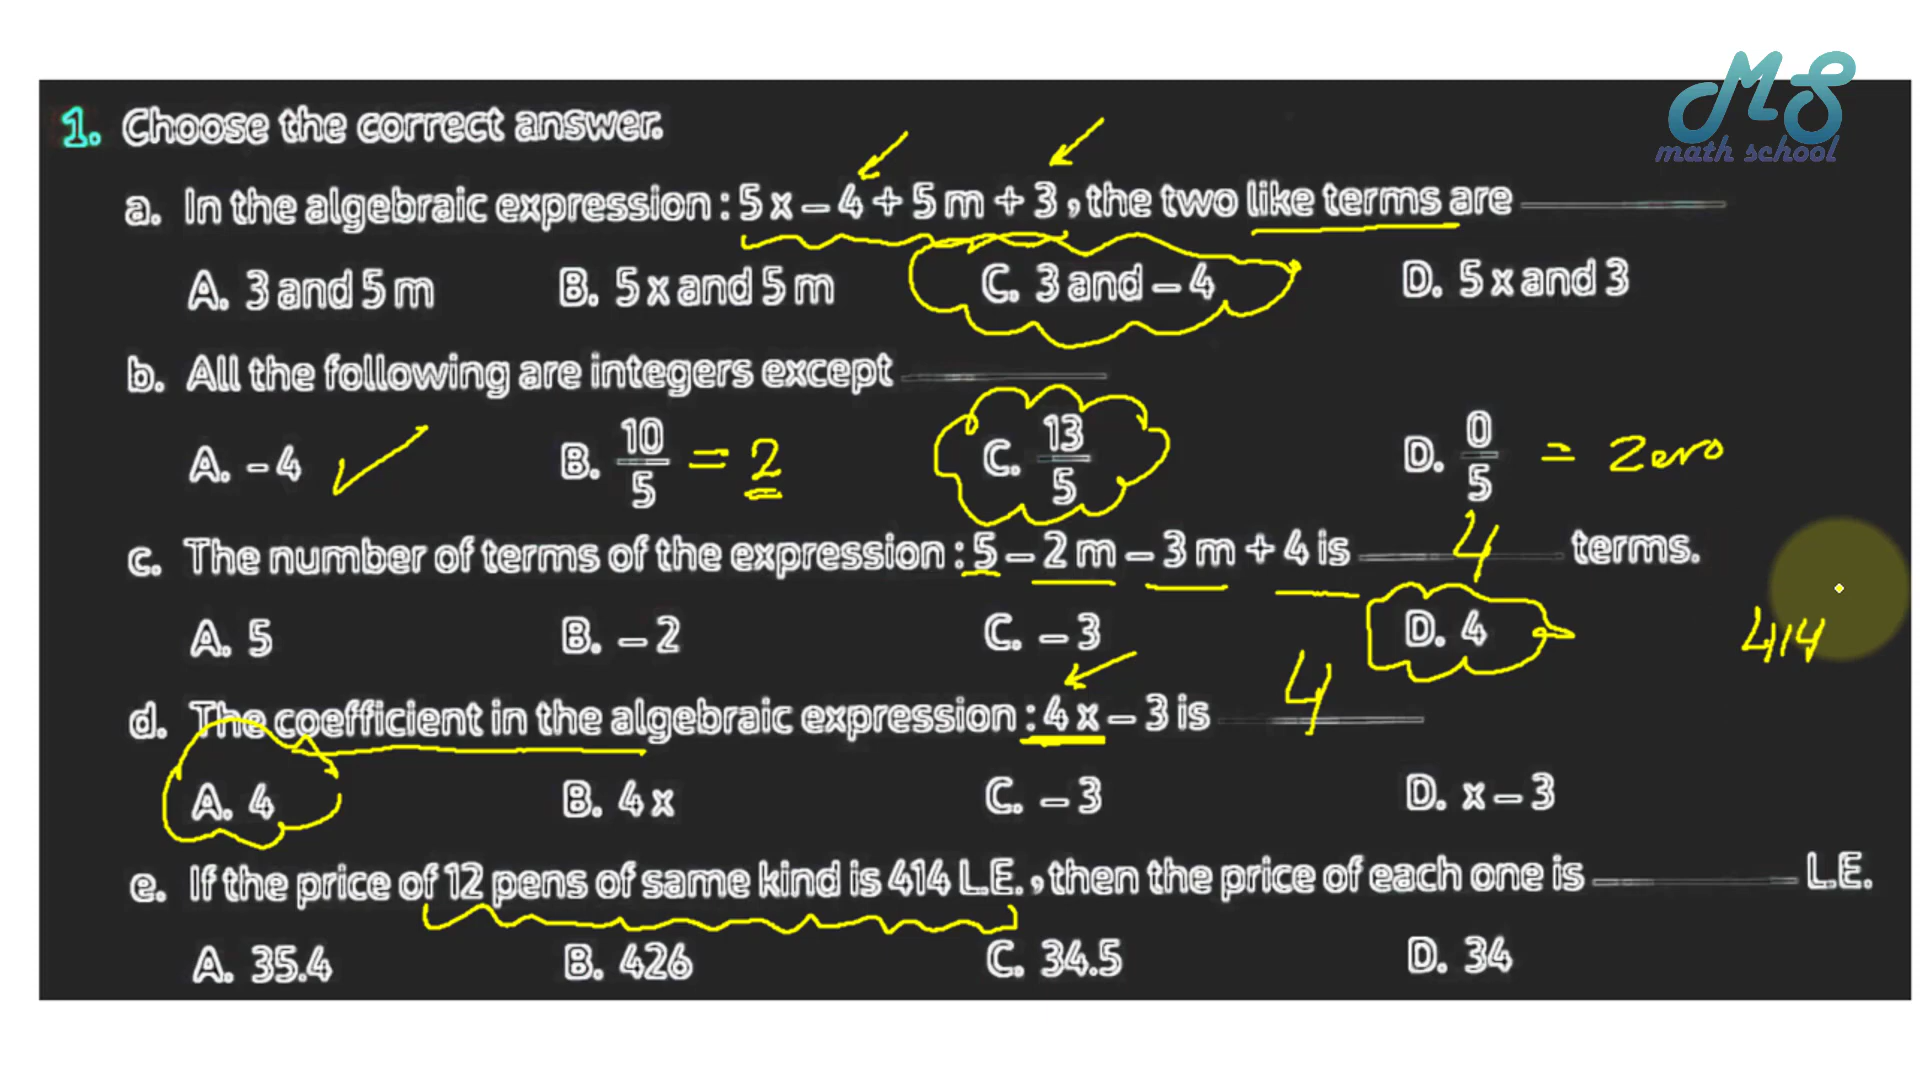 MS
math school
1. Choose the correct answer.
a. In the algebraic expression : 5 x – 4 + 5 m + 3 , the two like terms are
A. 3 and 5 m B. 5 x and 5 m C. 3 and – 4 D. 5 x and 3
b. All the following are integers except
A. – 4 B. 10/5 = 2 C. 13/5 D. 0/5 = Zero
c. The number of terms of the expression : 5 – 2 m – 3 m + 4 is 4 terms.
A. 5 B. – 2 C. – 3 D. 4
414
d. The coefficient in the algebraic expression : 4 x – 3 is 4
A. 4 B. 4 x C. – 3 D. x – 3
e. If the price of 12 pens of same kind is 414 L.E. , then the price of each one is L.E.
A. 35.4 B. 426 C. 34.5 D. 34